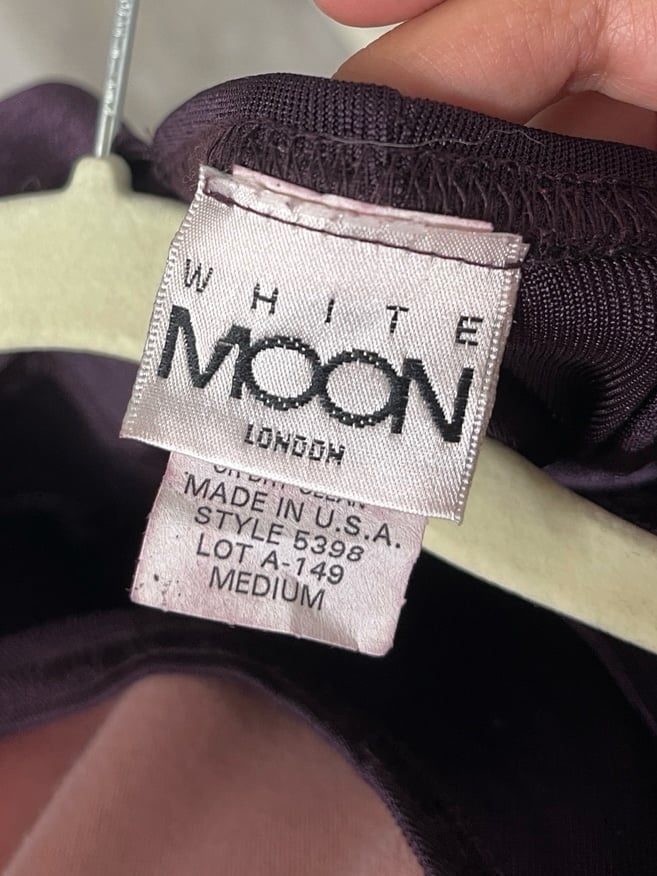 WHITE
MOON
LONDON
MADE IN U.S.A.
STYLE 5398
LOT A-149
MEDIUM